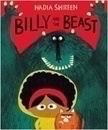 NADIA SHIREEN
BILLY AND THE BEAST